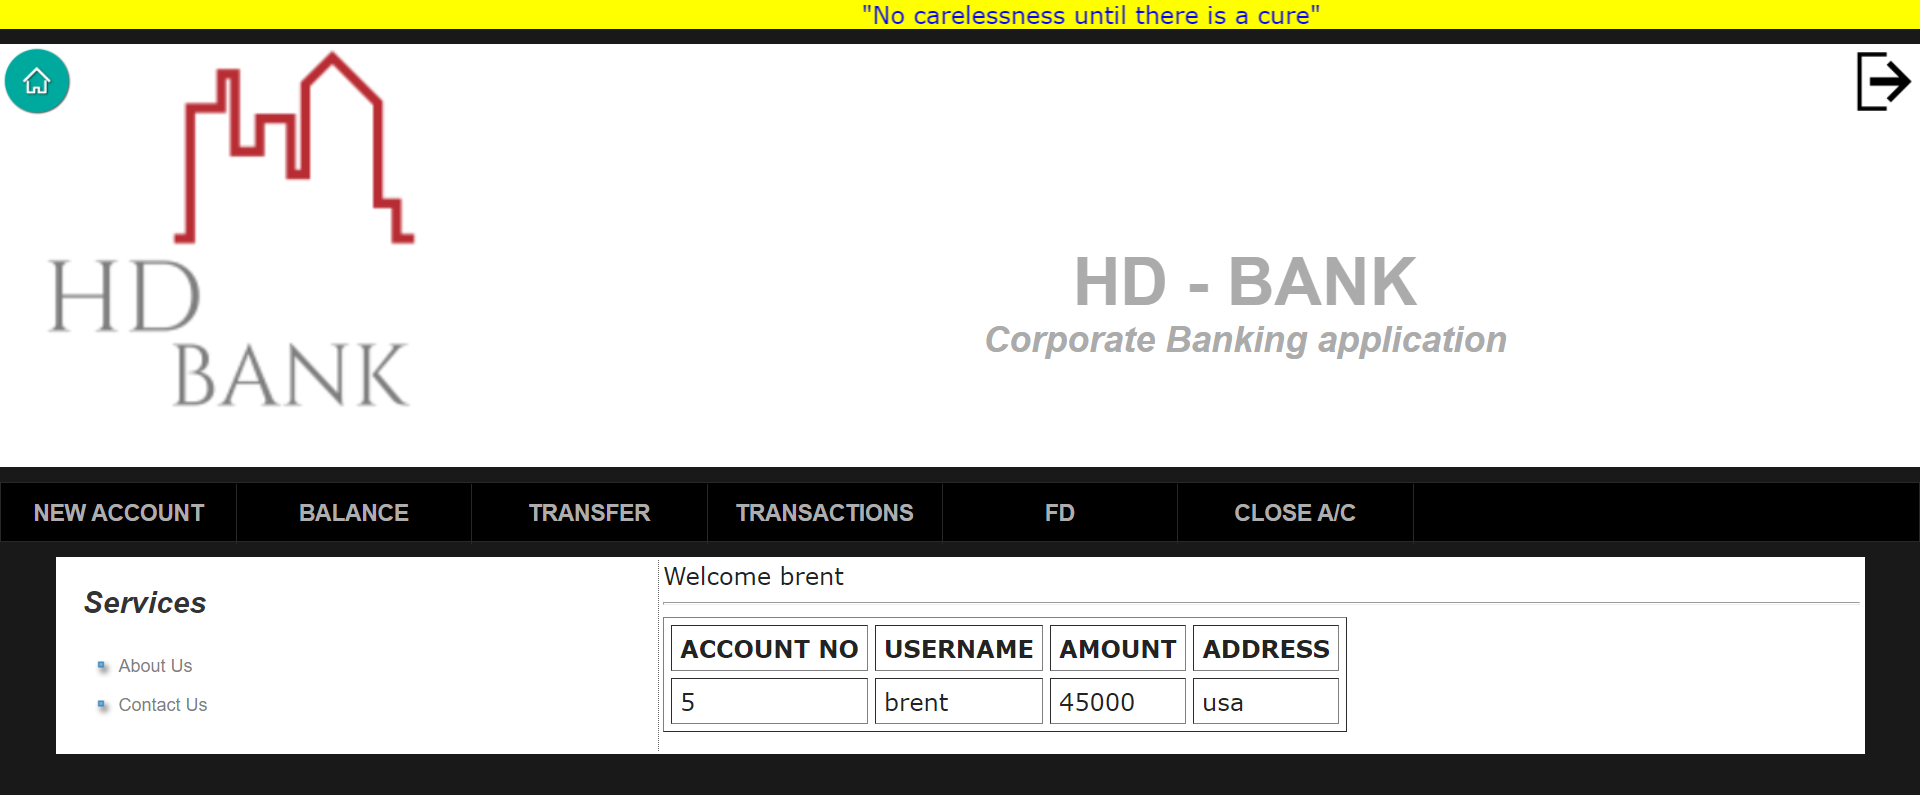 "No carelessness until there is a cure"
HD
BANK
HD - BANK
Corporate Banking application
NEW ACCOUNT BALANCE TRANSFER TRANSACTIONS FD CLOSE A/C
Services
About Us
Contact Us
Welcome brent
ACCOUNT NO USERNAME AMOUNT ADDRESS
5 brent 45000 usa